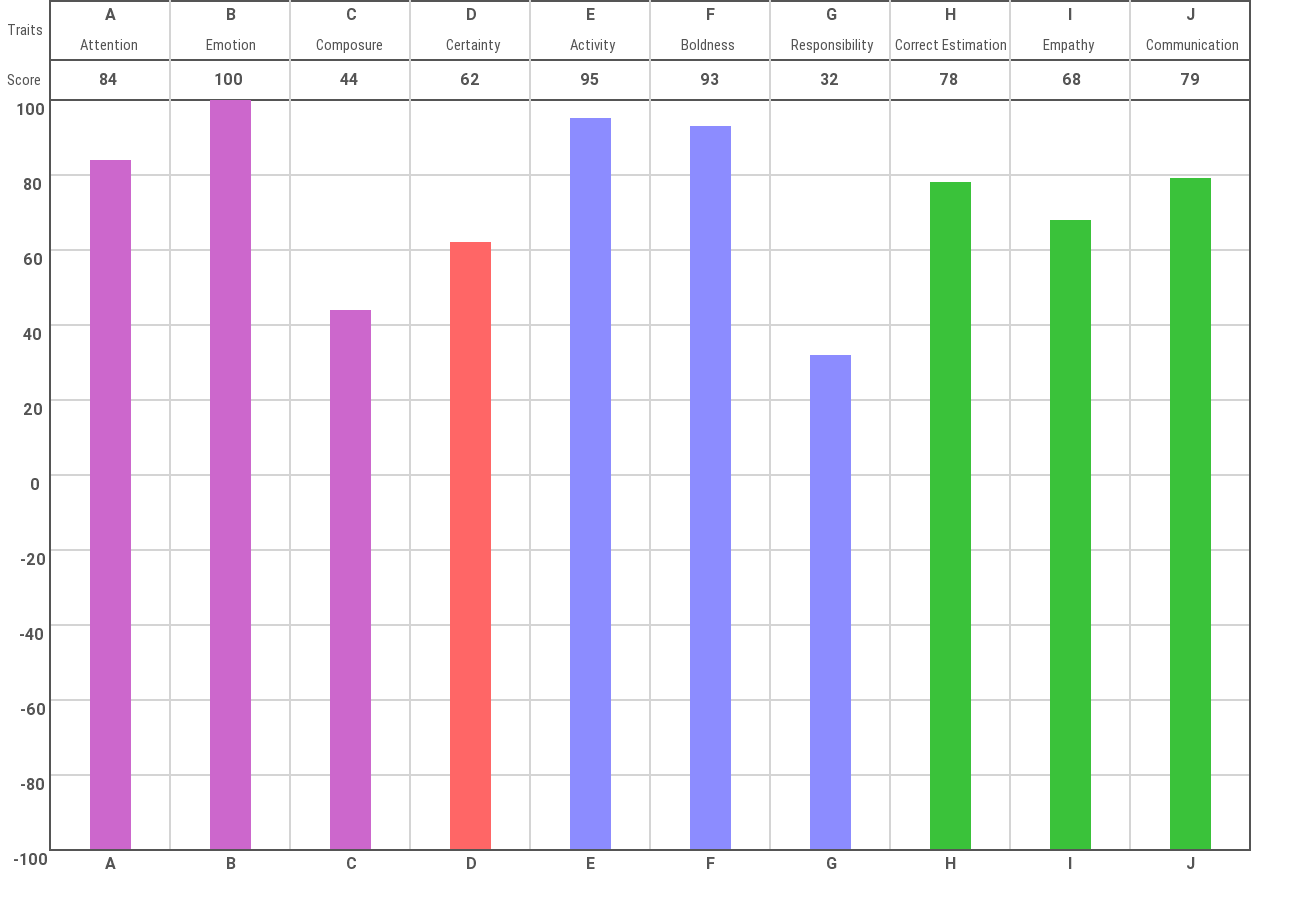 Traits A B C D E F G H I J
Attention Emotion Composure Certainty Activity Boldness Responsibility Correct Estimation Empathy Communication
Score 84 100 44 62 95 93 32 78 68 79
100
80
60
40
20
0
-20
-40
-60
-80
-100
A B C D E F G H I J